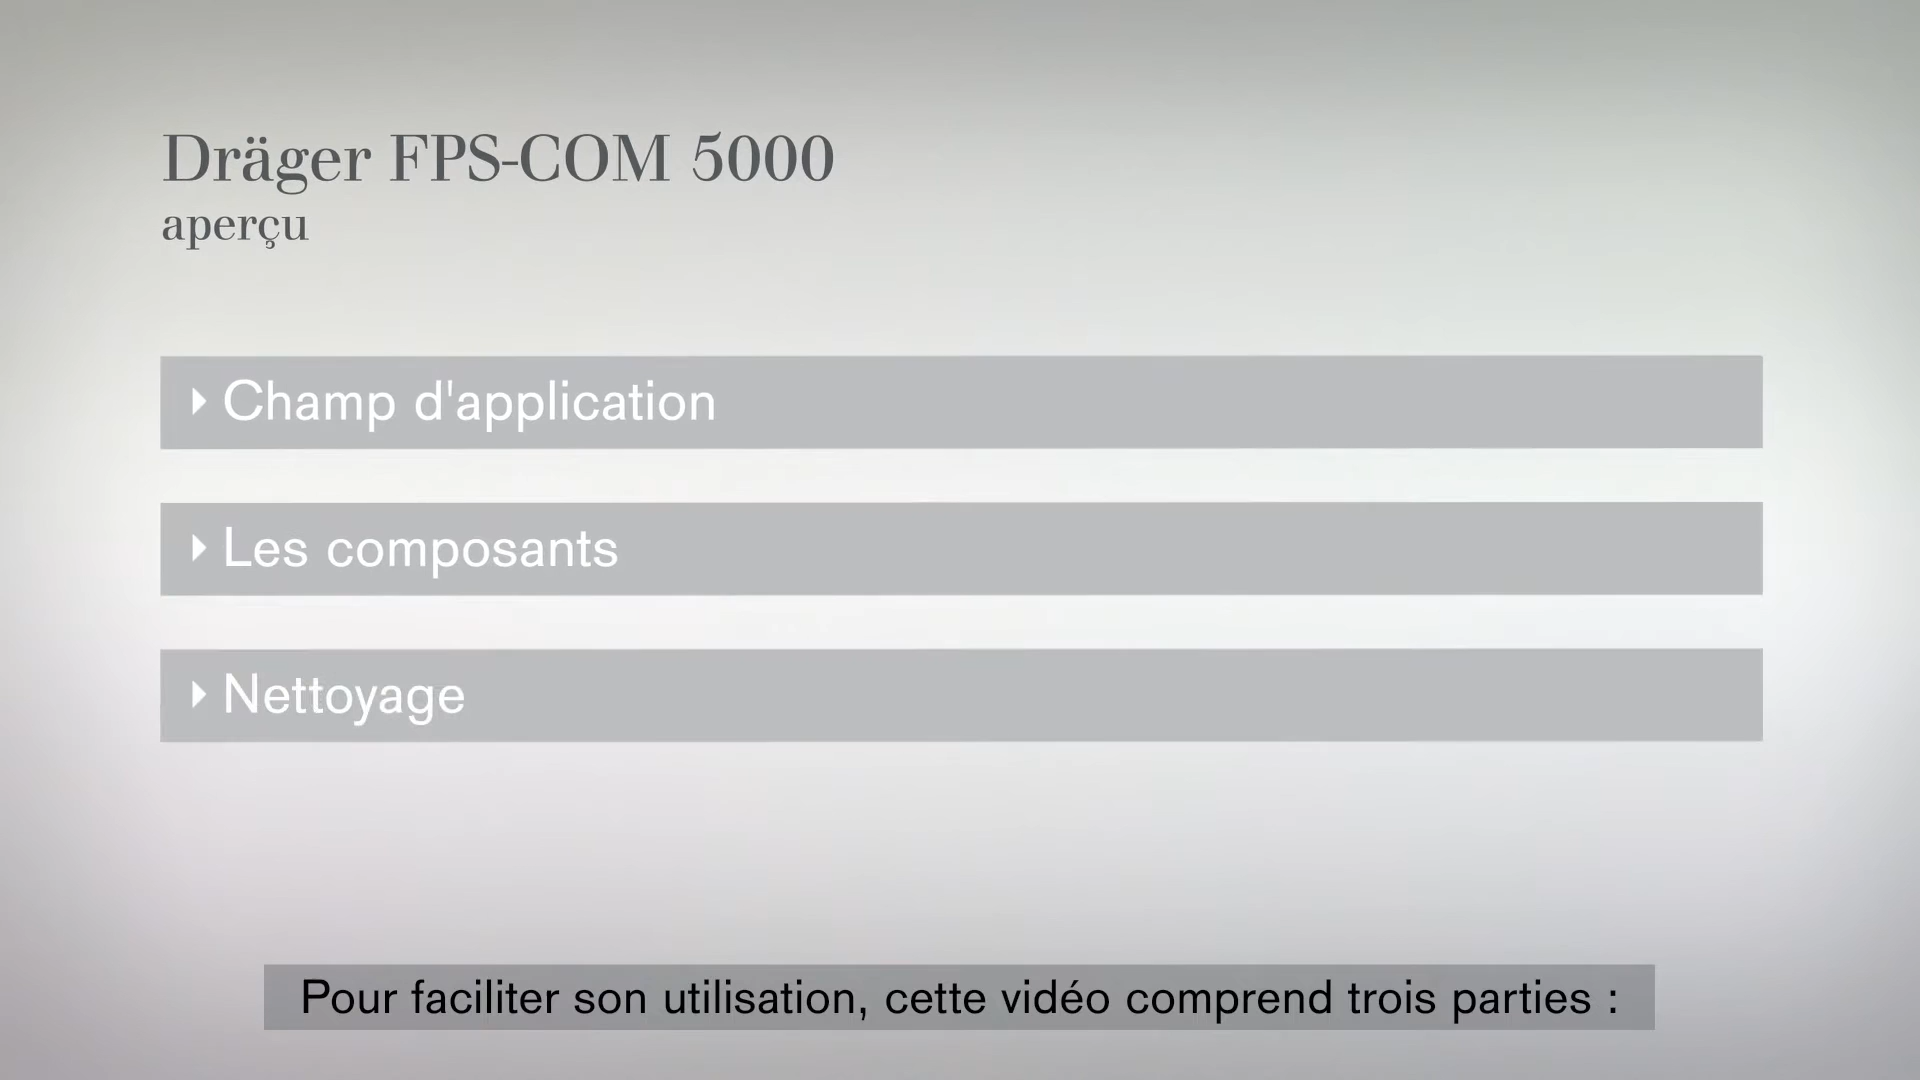 Dräger FPS-COM 5000
aperçu
Champ d'application
Les composants
Nettoyage
Pour faciliter son utilisation, cette vidéo comprend trois parties :